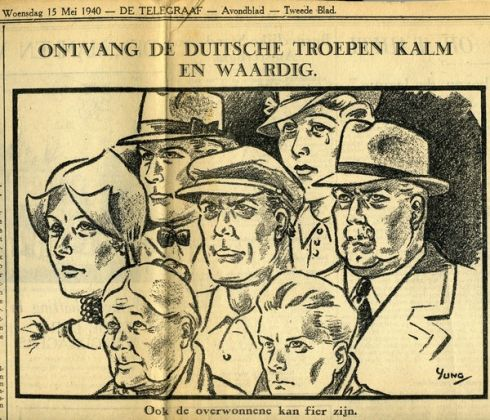 Woensdag 15 Mei 1940 — DE TELEGRAAF — Avondblad — Tweede Blad.
ONTVANG DE DUITSCHE TROEPEN KALM
EN WAARDIG.
YUNG
Ook de overwonnene kan fier zijn.